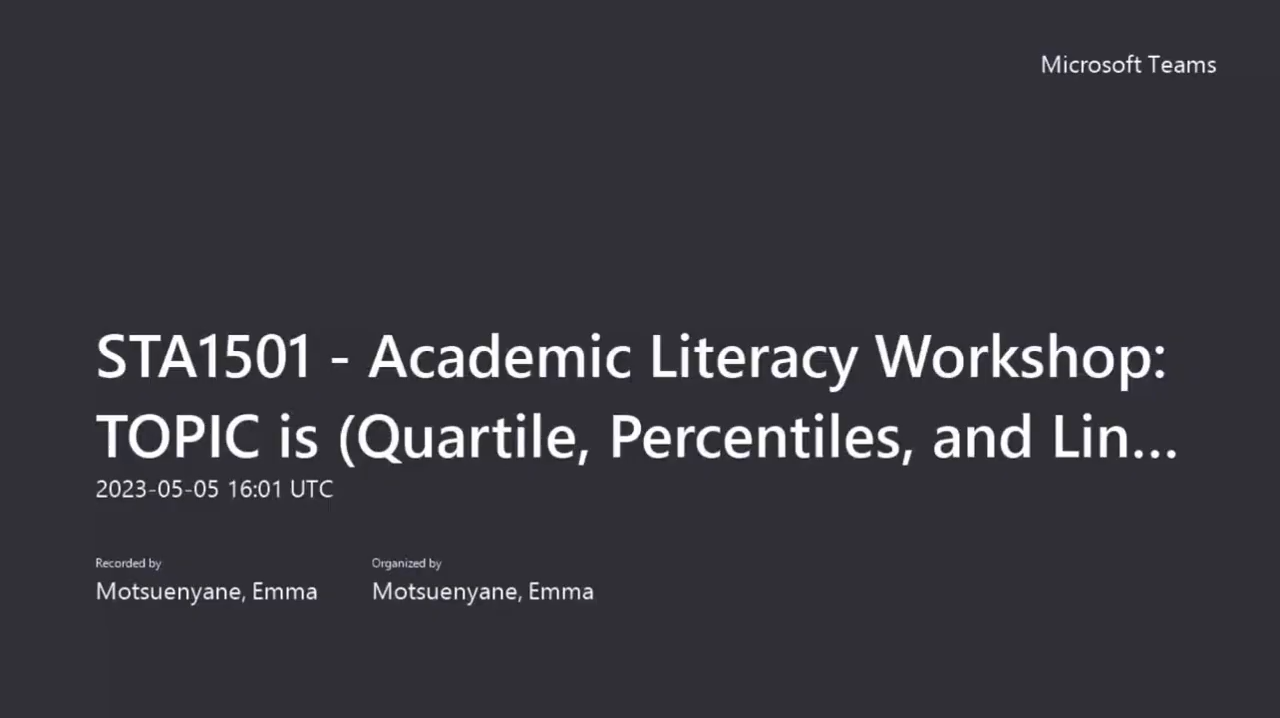 Microsoft Teams
STA1501 - Academic Literacy Workshop:
TOPIC is (Quartile, Percentiles, and Lin...
2023-05-05 16:01 UTC
Recorded by
Organized by
Motsuenyane, Emma
Motsuenyane, Emma